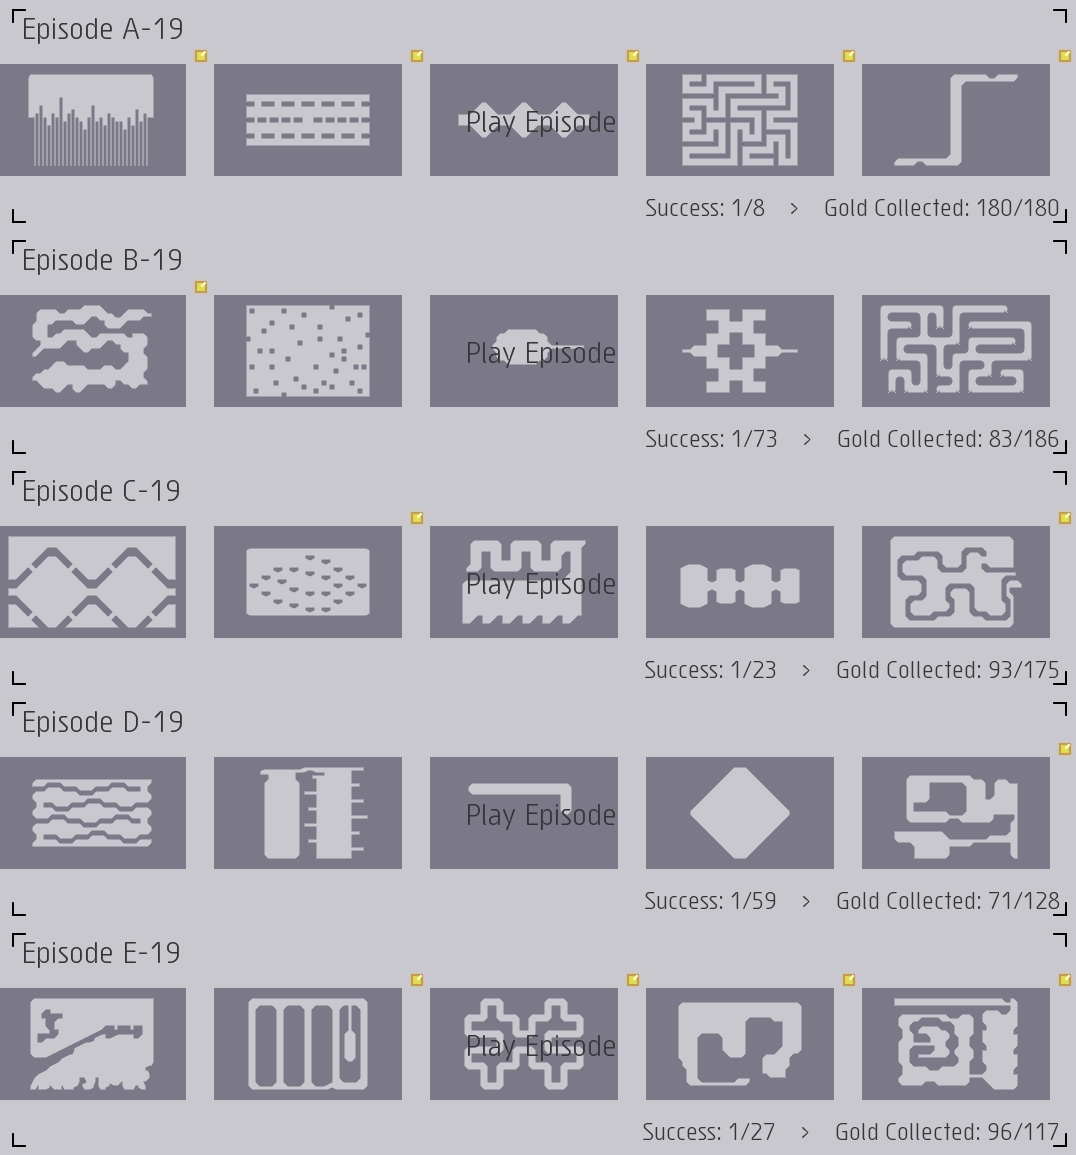 Episode A-19
Play Episode
Success: 1/8 > Gold Collected: 180/180
Episode B-19
Play Episode
Success: 1/73 > Gold Collected: 83/186
Episode C-19
Play Episode
Success: 1/23 > Gold Collected: 93/175
Episode D-19
Play Episode
Success: 1/59 > Gold Collected: 71/128
Episode E-19
Play Episode
Success: 1/27 > Gold Collected: 96/117